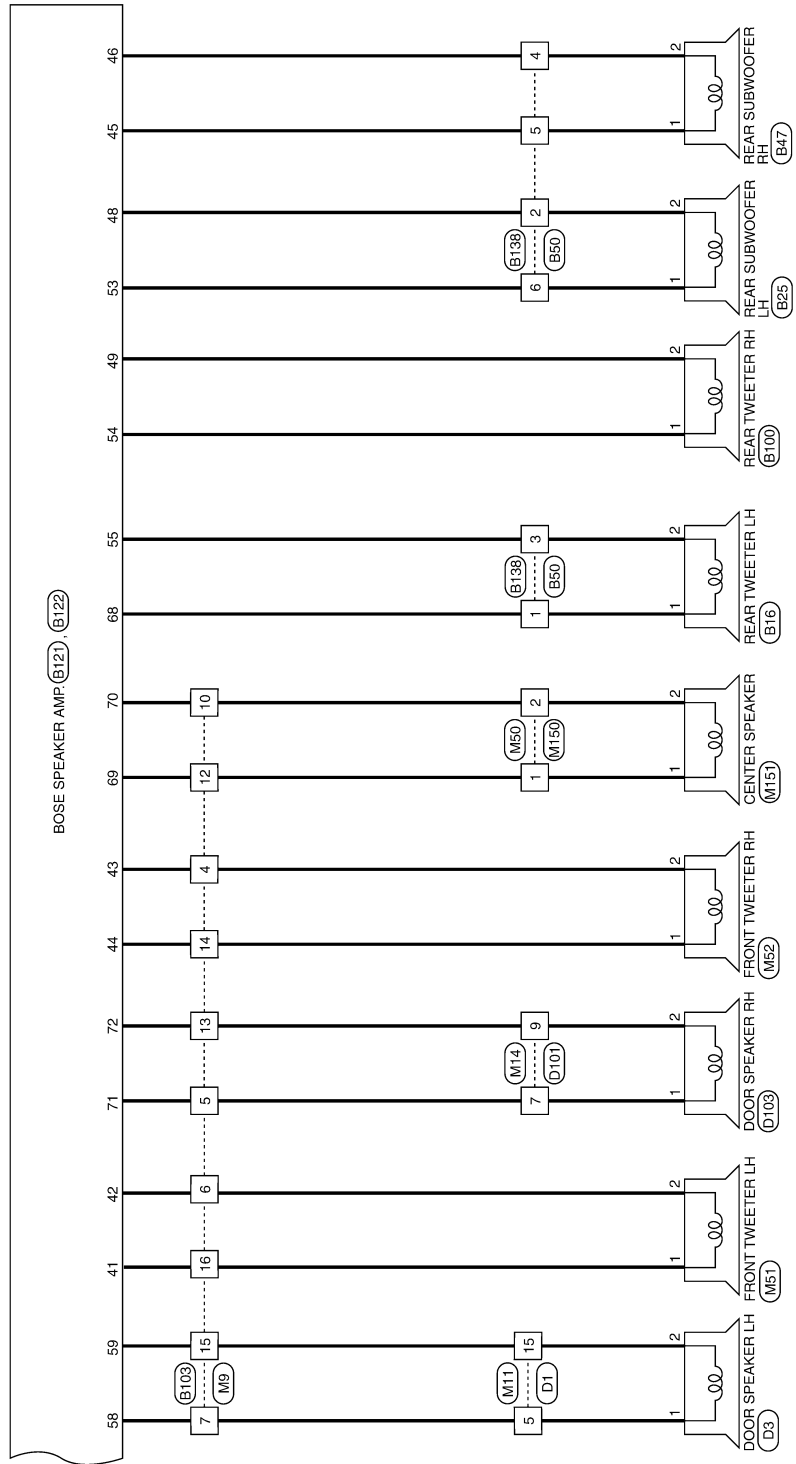 BOSE SPEAKER AMP. B121 , B122
58 59 41 42 71 72 44 43 69 70 68 55 54 49 53 48 45 46
B103
7 15 16 6 5 13 14 4 12 10
M9
M11 M14 M50 B138 B138
5 15 7 9 1 2 1 3 6 2 5 4
D1 D101 M150 B50 B50
1 2 1 2 1 2 1 2 1 2 1 2 1 2 1 2 1 2
DOOR SPEAKER LH
D3
FRONT TWEETER LH
M51
DOOR SPEAKER RH
D103
FRONT TWEETER RH
M52
CENTER SPEAKER
M151
REAR TWEETER LH
B16
REAR TWEETER RH
B100
REAR SUBWOOFER
LH
B25
REAR SUBWOOFER
RH
B47